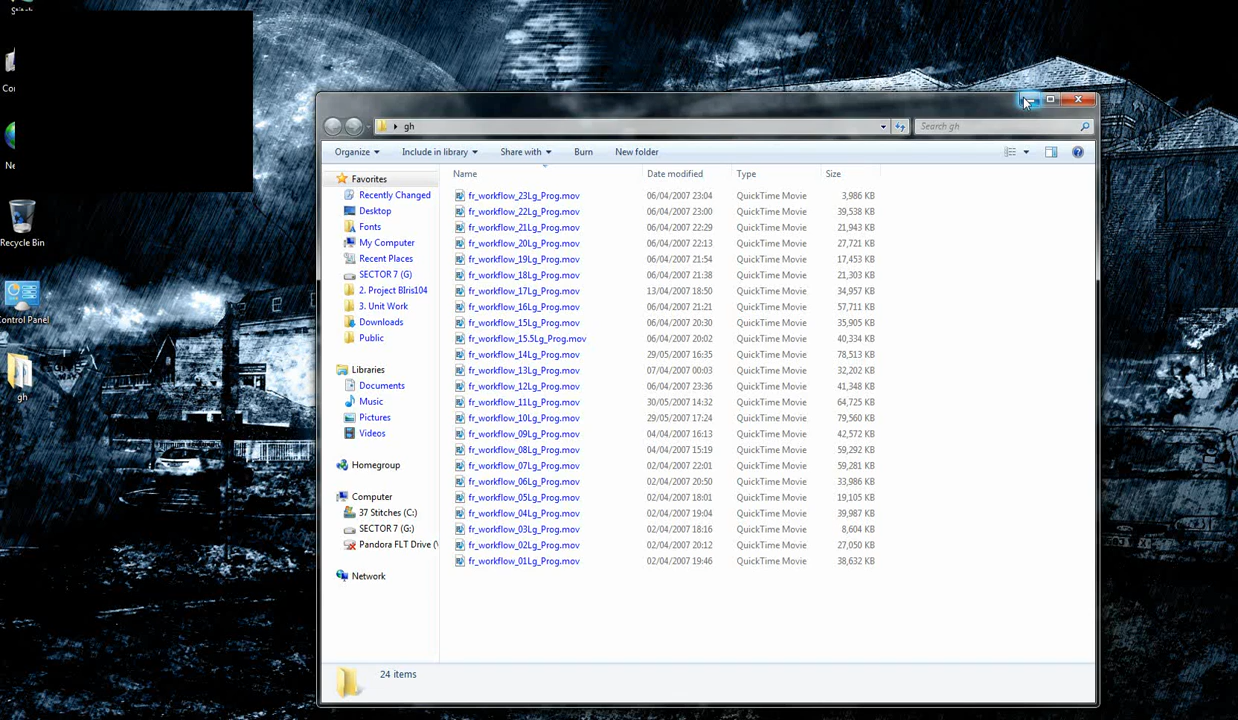 Stitch
Co
Ne
Recycle Bin
Control Panel
gh
gh
Search gh
Organize
Include in library
Share with
Burn
New folder
Name Date modified Type Size
Favorites
Recently Changed
Desktop
Fonts
My Computer
Recent Places
SECTOR 7 (G)
2. Project BIris104
3. Unit Work
Downloads
Public
Libraries
Documents
Music
Pictures
Videos
Homegroup
Computer
37 Stitches (C:)
SECTOR 7 (G:)
Pandora FLT Drive (
Network
fr_workflow_23Lg_Prog.mov 06/04/2007 23:04 QuickTime Movie 3,986 KB
fr_workflow_22Lg_Prog.mov 06/04/2007 23:00 QuickTime Movie 39,538 KB
fr_workflow_21Lg_Prog.mov 06/04/2007 22:29 QuickTime Movie 21,943 KB
fr_workflow_20Lg_Prog.mov 06/04/2007 22:13 QuickTime Movie 27,721 KB
fr_workflow_19Lg_Prog.mov 06/04/2007 21:54 QuickTime Movie 17,453 KB
fr_workflow_18Lg_Prog.mov 06/04/2007 21:38 QuickTime Movie 21,303 KB
fr_workflow_17Lg_Prog.mov 13/04/2007 18:50 QuickTime Movie 34,957 KB
fr_workflow_16Lg_Prog.mov 06/04/2007 21:21 QuickTime Movie 57,711 KB
fr_workflow_15Lg_Prog.mov 06/04/2007 20:30 QuickTime Movie 35,905 KB
fr_workflow_15.5Lg_Prog.mov 06/04/2007 20:02 QuickTime Movie 40,334 KB
fr_workflow_14Lg_Prog.mov 29/05/2007 16:35 QuickTime Movie 78,513 KB
fr_workflow_13Lg_Prog.mov 07/04/2007 00:03 QuickTime Movie 32,202 KB
fr_workflow_12Lg_Prog.mov 06/04/2007 23:36 QuickTime Movie 41,348 KB
fr_workflow_11Lg_Prog.mov 30/05/2007 14:32 QuickTime Movie 64,725 KB
fr_workflow_10Lg_Prog.mov 29/05/2007 17:24 QuickTime Movie 79,560 KB
fr_workflow_09Lg_Prog.mov 04/04/2007 16:13 QuickTime Movie 42,572 KB
fr_workflow_08Lg_Prog.mov 04/04/2007 15:19 QuickTime Movie 59,292 KB
fr_workflow_07Lg_Prog.mov 02/04/2007 22:01 QuickTime Movie 59,281 KB
fr_workflow_06Lg_Prog.mov 02/04/2007 20:50 QuickTime Movie 33,986 KB
fr_workflow_05Lg_Prog.mov 02/04/2007 18:01 QuickTime Movie 19,105 KB
fr_workflow_04Lg_Prog.mov 02/04/2007 19:04 QuickTime Movie 39,987 KB
fr_workflow_03Lg_Prog.mov 02/04/2007 18:16 QuickTime Movie 8,604 KB
fr_workflow_02Lg_Prog.mov 02/04/2007 20:12 QuickTime Movie 27,050 KB
fr_workflow_01Lg_Prog.mov 02/04/2007 19:46 QuickTime Movie 38,632 KB
24 items